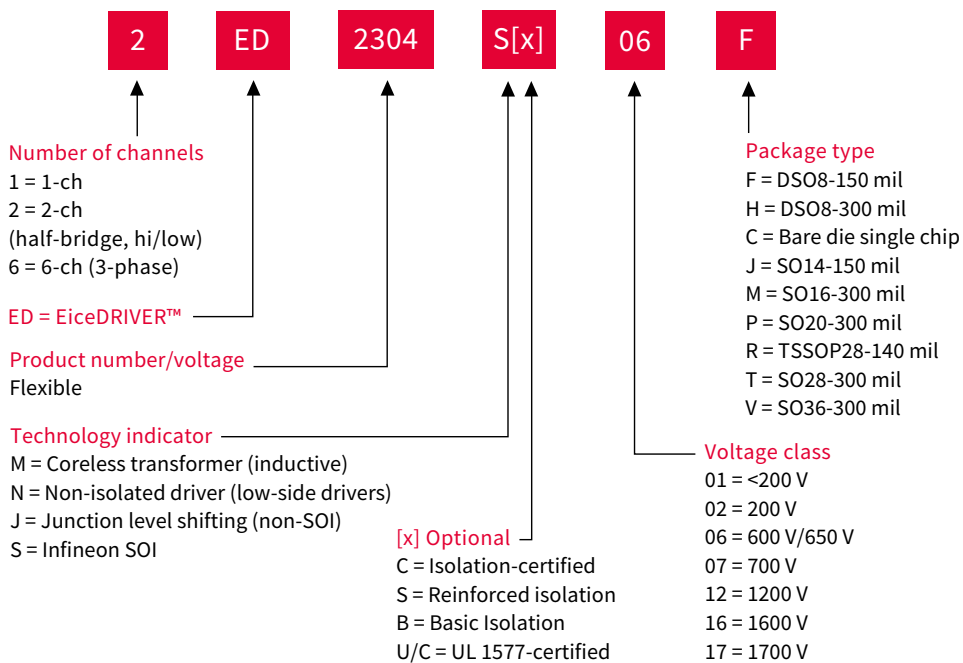 2 ED 2304 S[x] 06 F
Number of channels
1 = 1-ch
2 = 2-ch
(half-bridge, hi/low)
6 = 6-ch (3-phase)
ED = EiceDRIVER™
Product number/voltage
Flexible
Technology indicator
M = Coreless transformer (inductive)
N = Non-isolated driver (low-side drivers)
J = Junction level shifting (non-SOI)
S = Infineon SOI
[x] Optional
C = Isolation-certified
S = Reinforced isolation
B = Basic Isolation
U/C = UL 1577-certified
Package type
F = DSO8-150 mil
H = DSO8-300 mil
C = Bare die single chip
J = SO14-150 mil
M = SO16-300 mil
P = SO20-300 mil
R = TSSOP28-140 mil
T = SO28-300 mil
V = SO36-300 mil
Voltage class
01 = <200 V
02 = 200 V
06 = 600 V/650 V
07 = 700 V
12 = 1200 V
16 = 1600 V
17 = 1700 V